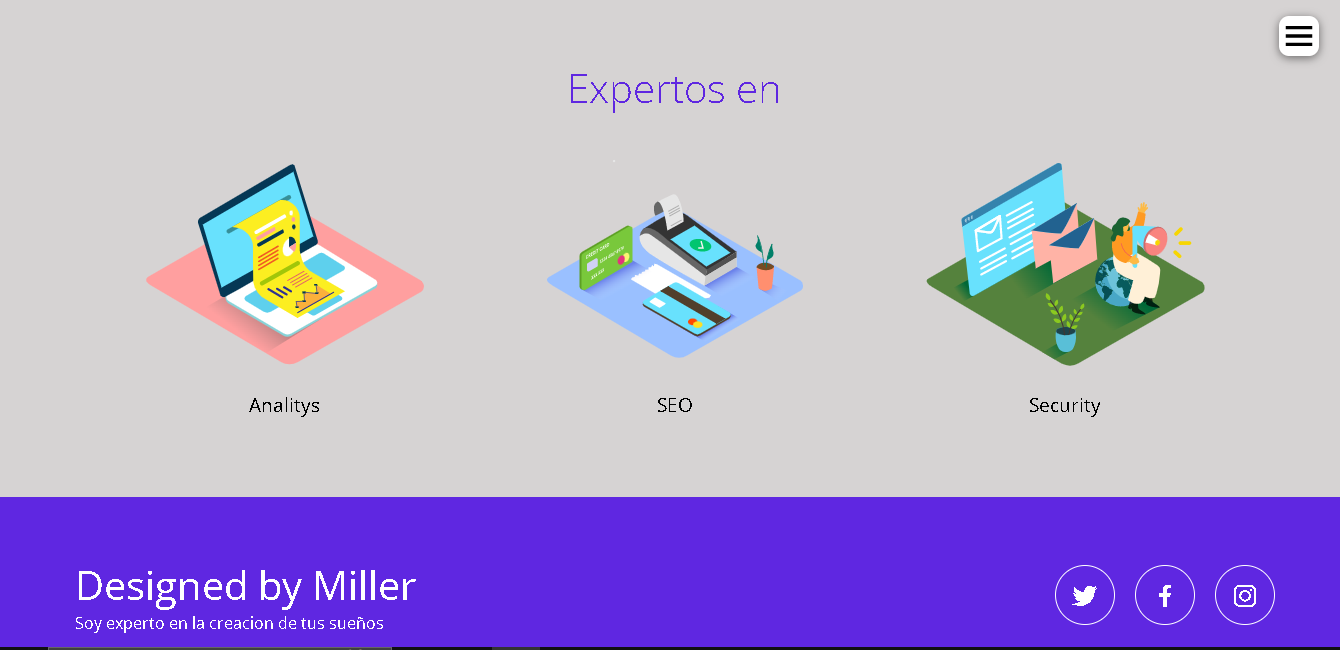 Expertos en
Analitys
SEO
Security
Designed by Miller
Soy experto en la creacion de tus sueños